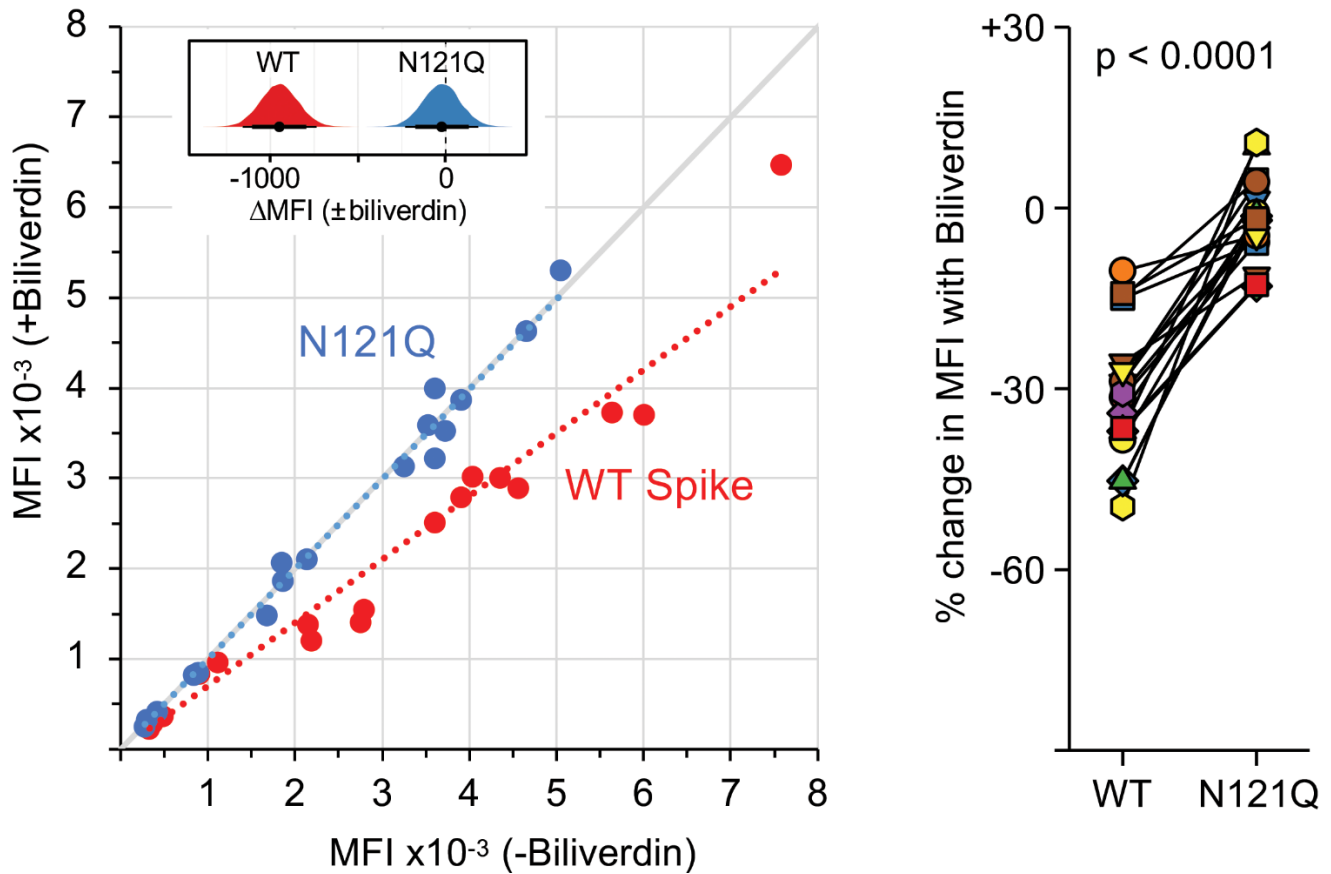 8
7
6
5
4
3
2
1
MFI x10⁻³ (+Biliverdin)
WT N121Q
-1000 0
ΔMFI (±biliverdin)
N121Q
WT Spike
1 2 3 4 5 6 7 8
MFI x10⁻³ (-Biliverdin)
+30
0
-30
-60
% change in MFI with Biliverdin
p < 0.0001
WT N121Q